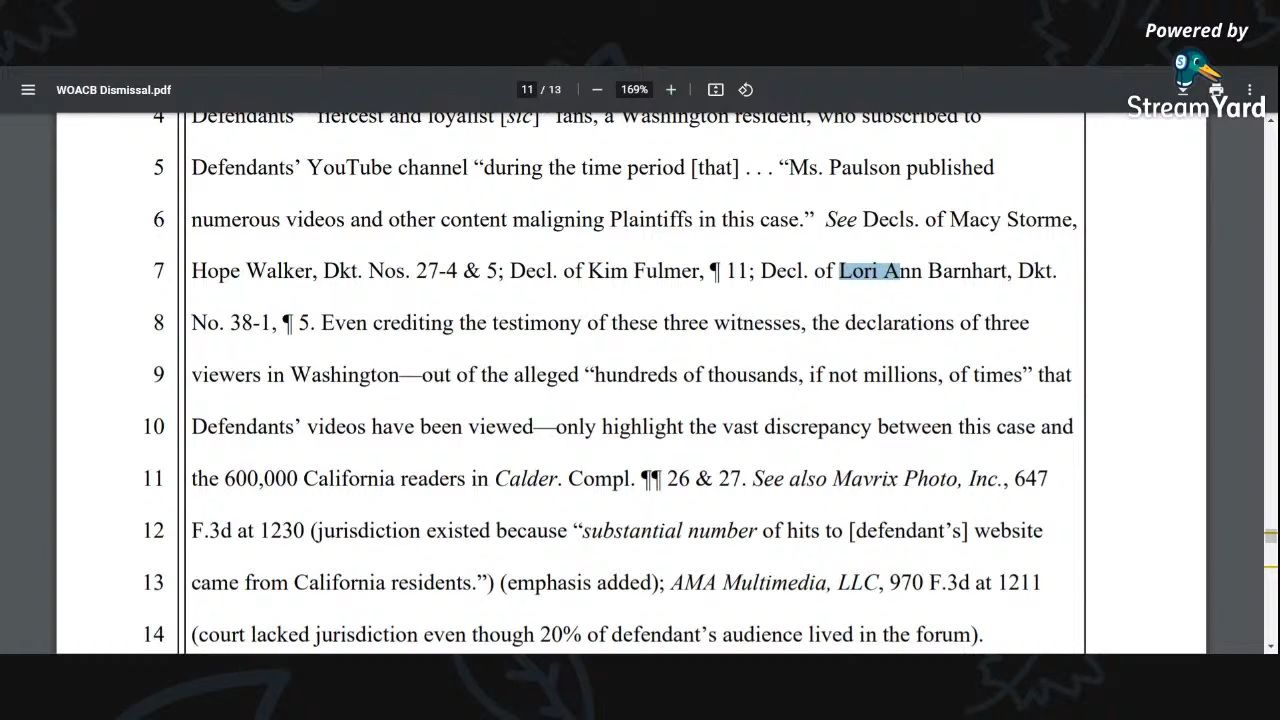 Powered by
StreamYard
WOACB Dismissal.pdf
11 / 13
169%
4 Defendants' "fiercest and loyalist [sic]" fans, a Washington resident, who subscribed to
5 Defendants' YouTube channel "during the time period [that] . . . "Ms. Paulson published
6 numerous videos and other content maligning Plaintiffs in this case." See Decls. of Macy Storme,
7 Hope Walker, Dkt. Nos. 27-4 & 5; Decl. of Kim Fulmer, ¶ 11; Decl. of Lori Ann Barnhart, Dkt.
8 No. 38-1, ¶ 5. Even crediting the testimony of these three witnesses, the declarations of three
9 viewers in Washington—out of the alleged "hundreds of thousands, if not millions, of times" that
10 Defendants' videos have been viewed—only highlight the vast discrepancy between this case and
11 the 600,000 California readers in Calder. Compl. ¶¶ 26 & 27. See also Mavrix Photo, Inc., 647
12 F.3d at 1230 (jurisdiction existed because "substantial number of hits to [defendant's] website
13 came from California residents.") (emphasis added); AMA Multimedia, LLC, 970 F.3d at 1211
14 (court lacked jurisdiction even though 20% of defendant's audience lived in the forum).